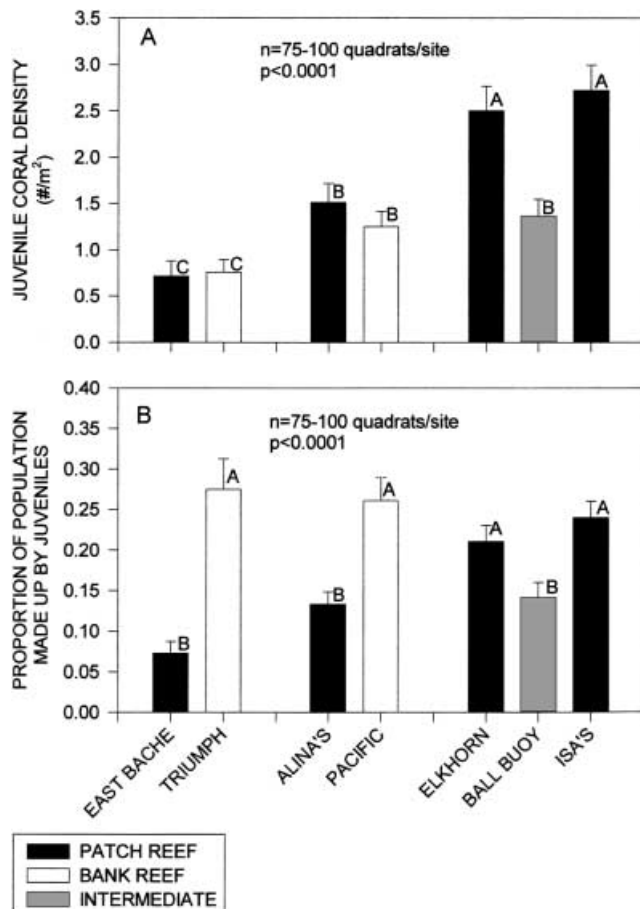 A
n=75-100 quadrats/site
p<0.0001
JUVENILE CORAL DENSITY
(#/m²)
3.5
3.0
2.5
2.0
1.5
1.0
0.5
0.0
C
C
B
B
A
B
A
B
n=75-100 quadrats/site
p<0.0001
PROPORTION OF POPULATION
MADE UP BY JUVENILES
0.40
0.35
0.30
0.25
0.20
0.15
0.10
0.05
0.00
B
A
B
A
A
B
A
EAST BACHE
TRIUMPH
ALINA'S
PACIFIC
ELKHORN
BALL BUOY
ISA'S
PATCH REEF
BANK REEF
INTERMEDIATE